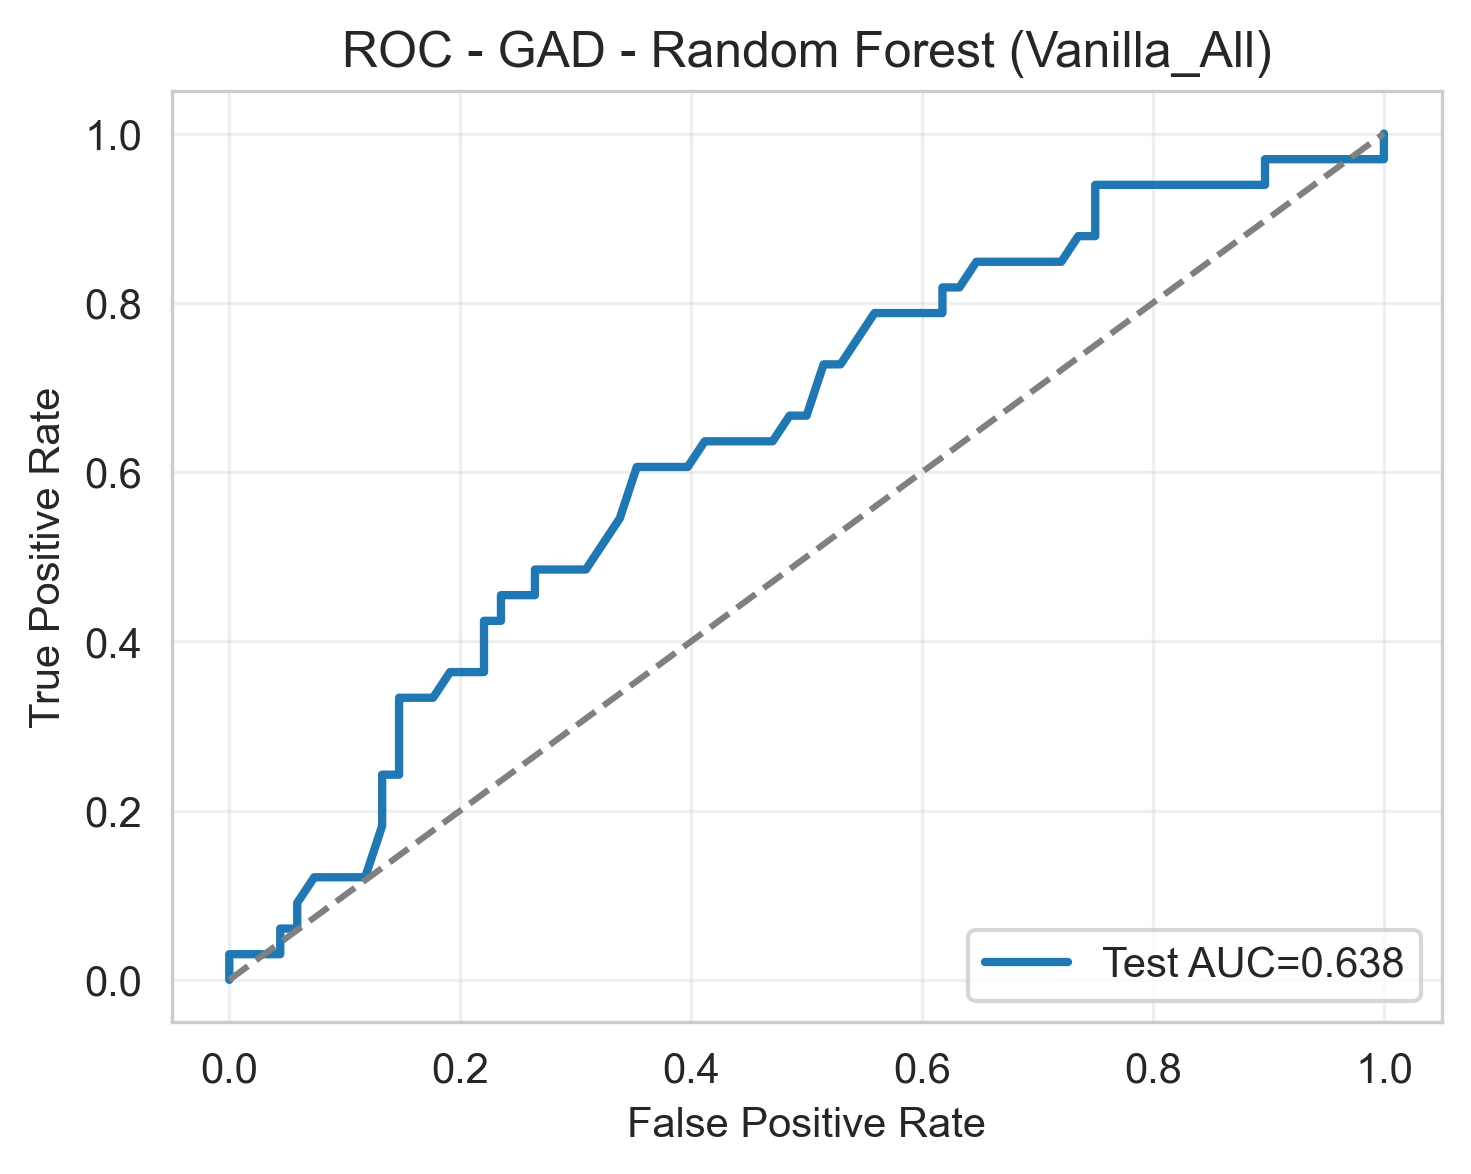 ROC - GAD - Random Forest (Vanilla_All)
True Positive Rate
1.0
0.8
0.6
0.4
0.2
0.0
Test AUC=0.638
0.0 0.2 0.4 0.6 0.8 1.0
False Positive Rate